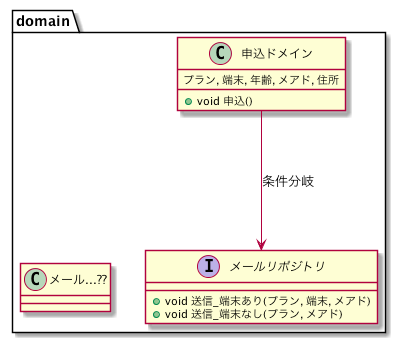 domain
C 申込ドメイン
プラン, 端末, 年齢, メアド, 住所
void 申込()
条件分岐
C メール...??
I メールリポジトリ
void 送信_端末あり(プラン, 端末, メアド)
void 送信_端末なし(プラン, メアド)